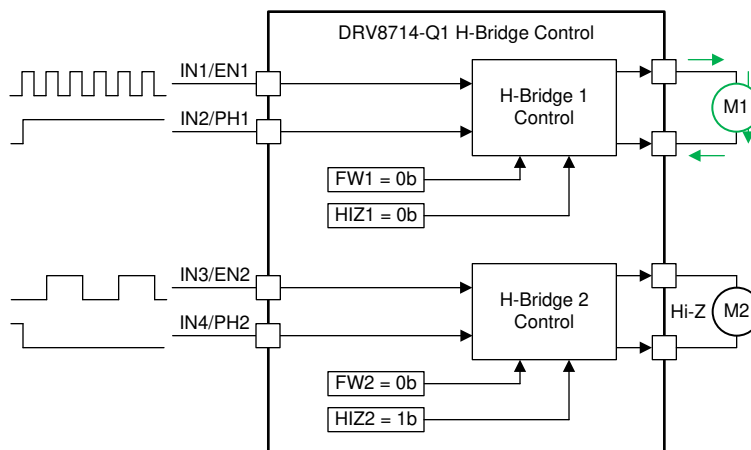 DRV8714-Q1 H-Bridge Control
IN1/EN1
IN2/PH1
H-Bridge 1
Control
M1
FW1 = 0b
HIZ1 = 0b
IN3/EN2
IN4/PH2
H-Bridge 2
Control
Hi-Z
M2
FW2 = 0b
HIZ2 = 1b